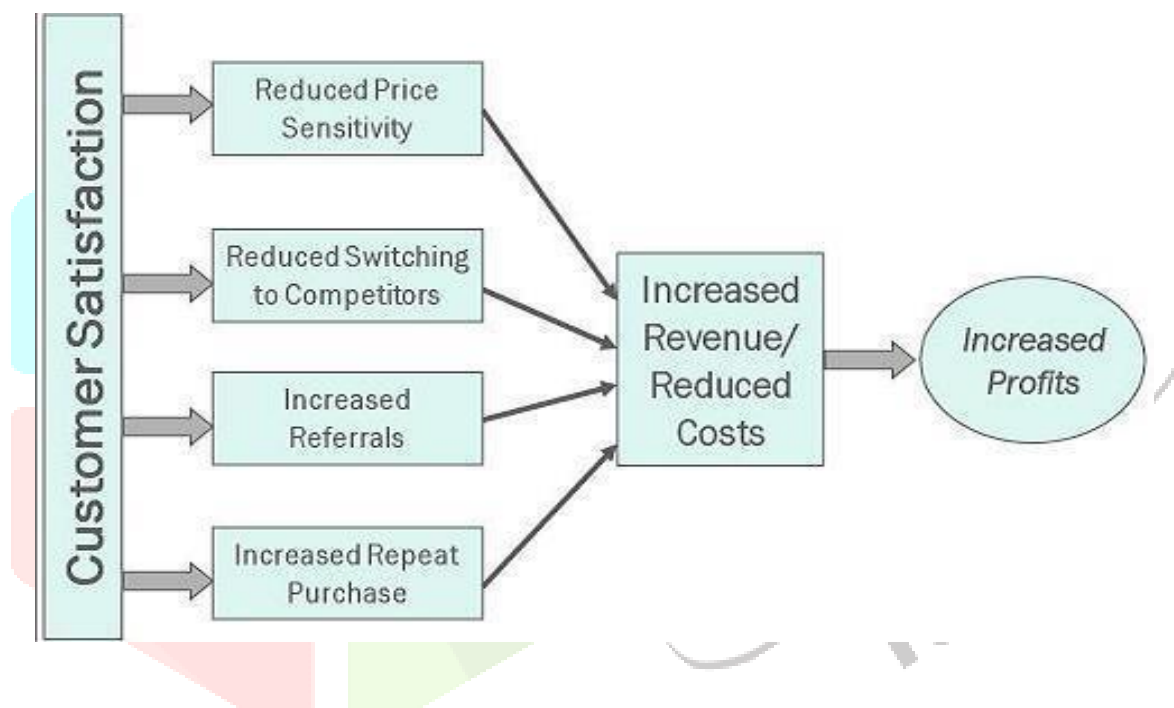 Customer Satisfaction
Reduced Price
Sensitivity
Reduced Switching
to Competitors
Increased
Referrals
Increased Repeat
Purchase
Increased
Revenue/
Reduced
Costs
Increased
Profits